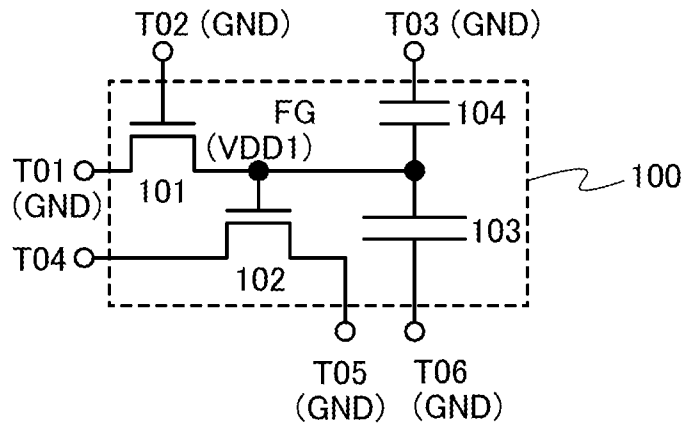 T02 (GND)
T03 (GND)
FG
(VDD1)
104
T01
(GND)
101
100
103
T04
102
T05
(GND)
T06
(GND)